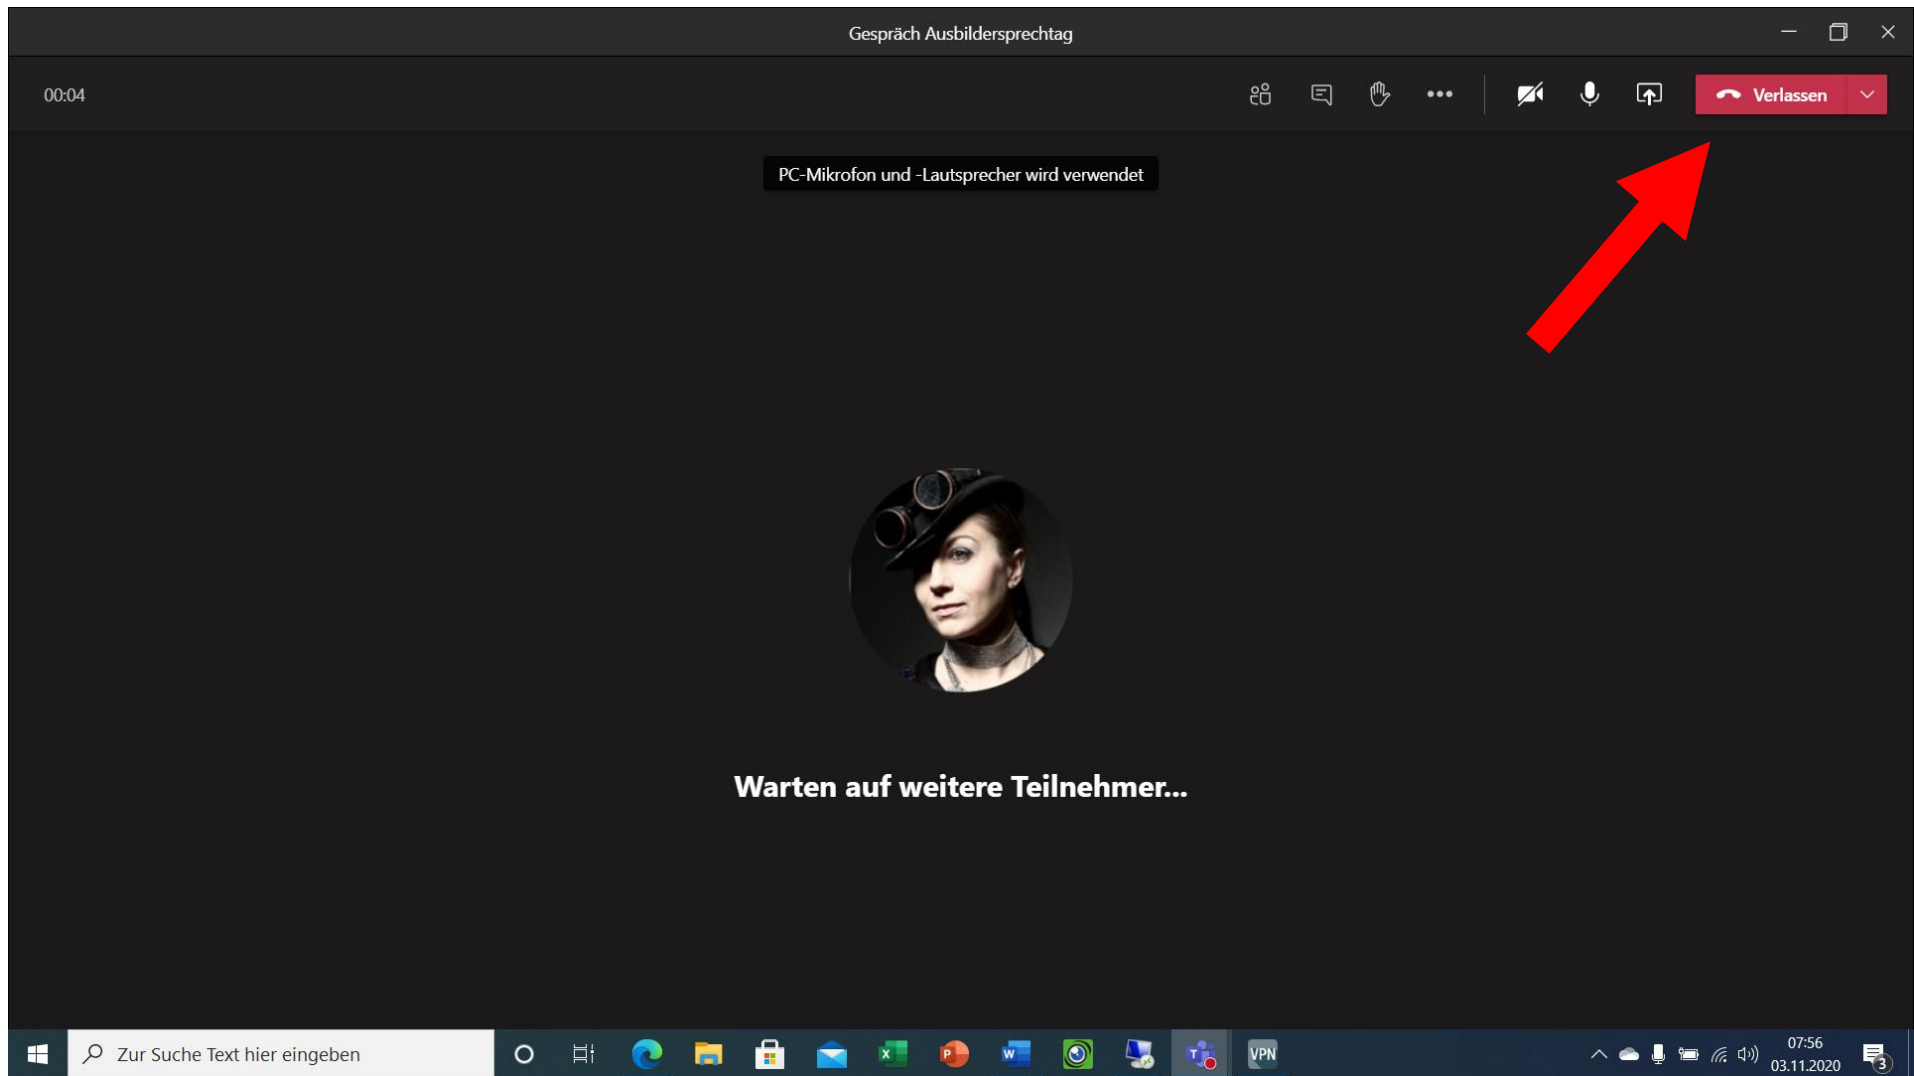 Gespräch Ausbildersprechtag
00:04
Verlassen
PC-Mikrofon und -Lautsprecher wird verwendet
Warten auf weitere Teilnehmer...
Zur Suche Text hier eingeben
X
P
W
T
VPN
07:56
03.11.2020
3